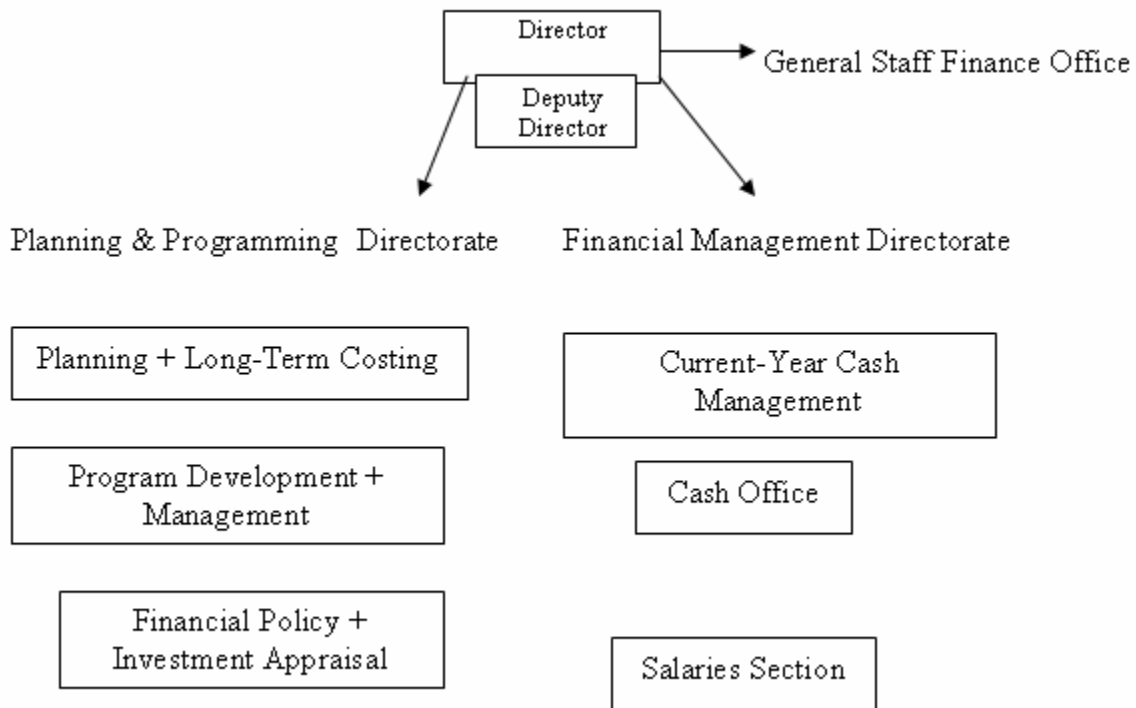 Director
General Staff Finance Office
Deputy
Director
Planning & Programming Directorate
Financial Management Directorate
Planning + Long-Term Costing
Program Development +
Management
Financial Policy +
Investment Appraisal
Current-Year Cash
Management
Cash Office
Salaries Section